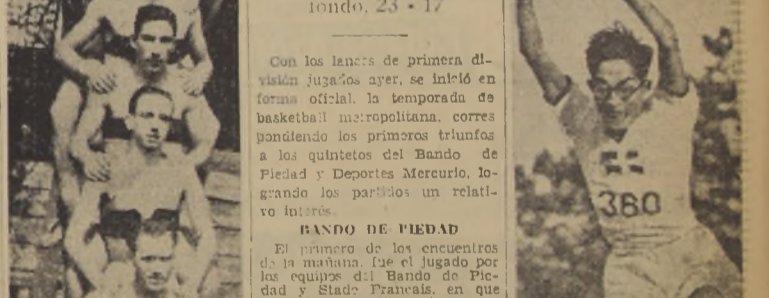 fondo, 23 - 17
Con los lances de primera di-
visión jugados ayer, se inició en
forma oficial, la temporada de
basketball metropolitana, corres
pondiendo los primeros triunfos
a los quintetos del Bando de
Piedad y Deportes Mercurio, lo-
grando los partidos un relati-
vo interés.
BANDO DE PIEDAD
El primero de los encuentros
de la mañana, fue el jugado por
los equipos del Bando de Pie-
dad y Stade Francais, en que
360